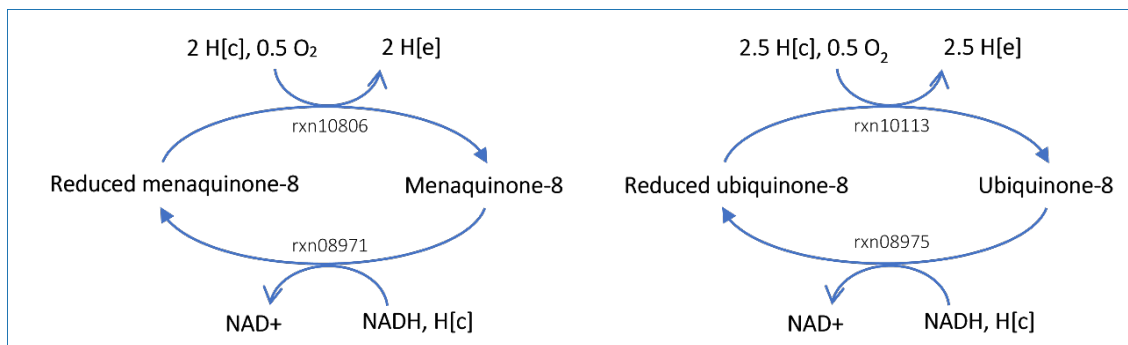 2 H[c], 0.5 O₂ 2 H[e]
rxn10806
Reduced menaquinone-8 Menaquinone-8
rxn08971
NAD+ NADH, H[c]
2.5 H[c], 0.5 O₂ 2.5 H[e]
rxn10113
Reduced ubiquinone-8 Ubiquinone-8
rxn08975
NAD+ NADH, H[c]